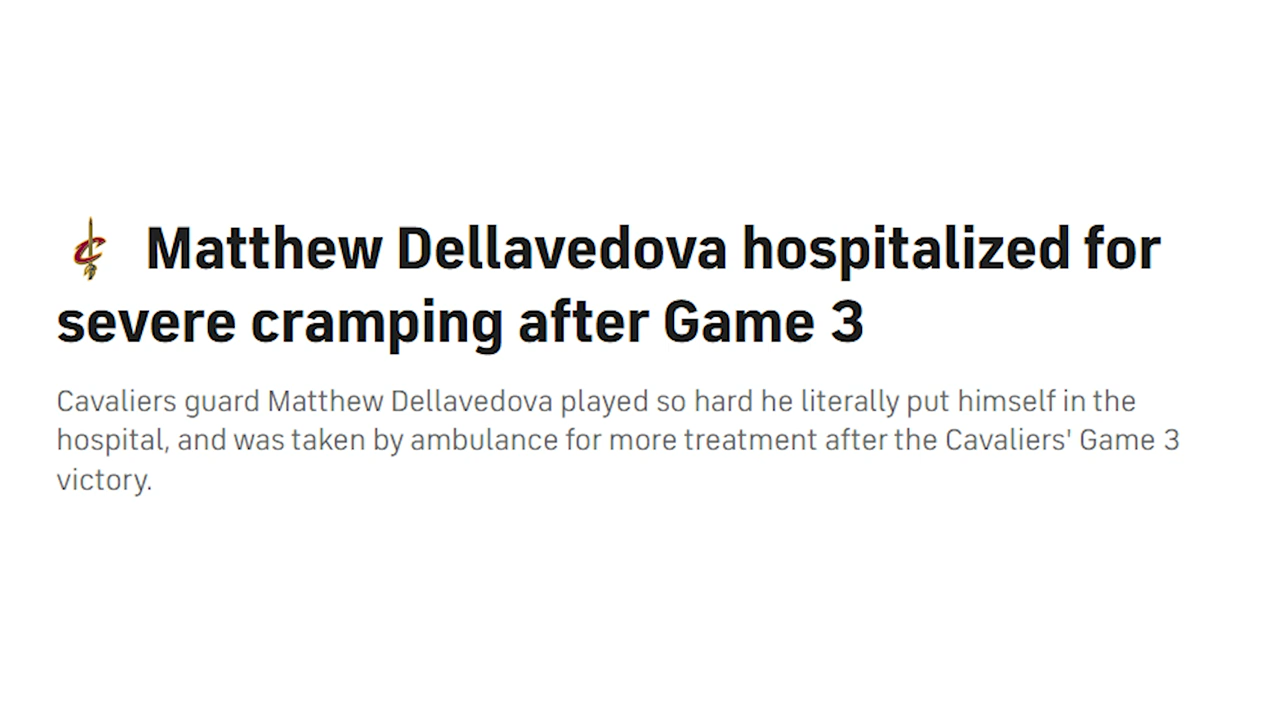 Matthew Dellavedova hospitalized for
severe cramping after Game 3
Cavaliers guard Matthew Dellavedova played so hard he literally put himself in the
hospital, and was taken by ambulance for more treatment after the Cavaliers' Game 3
victory.